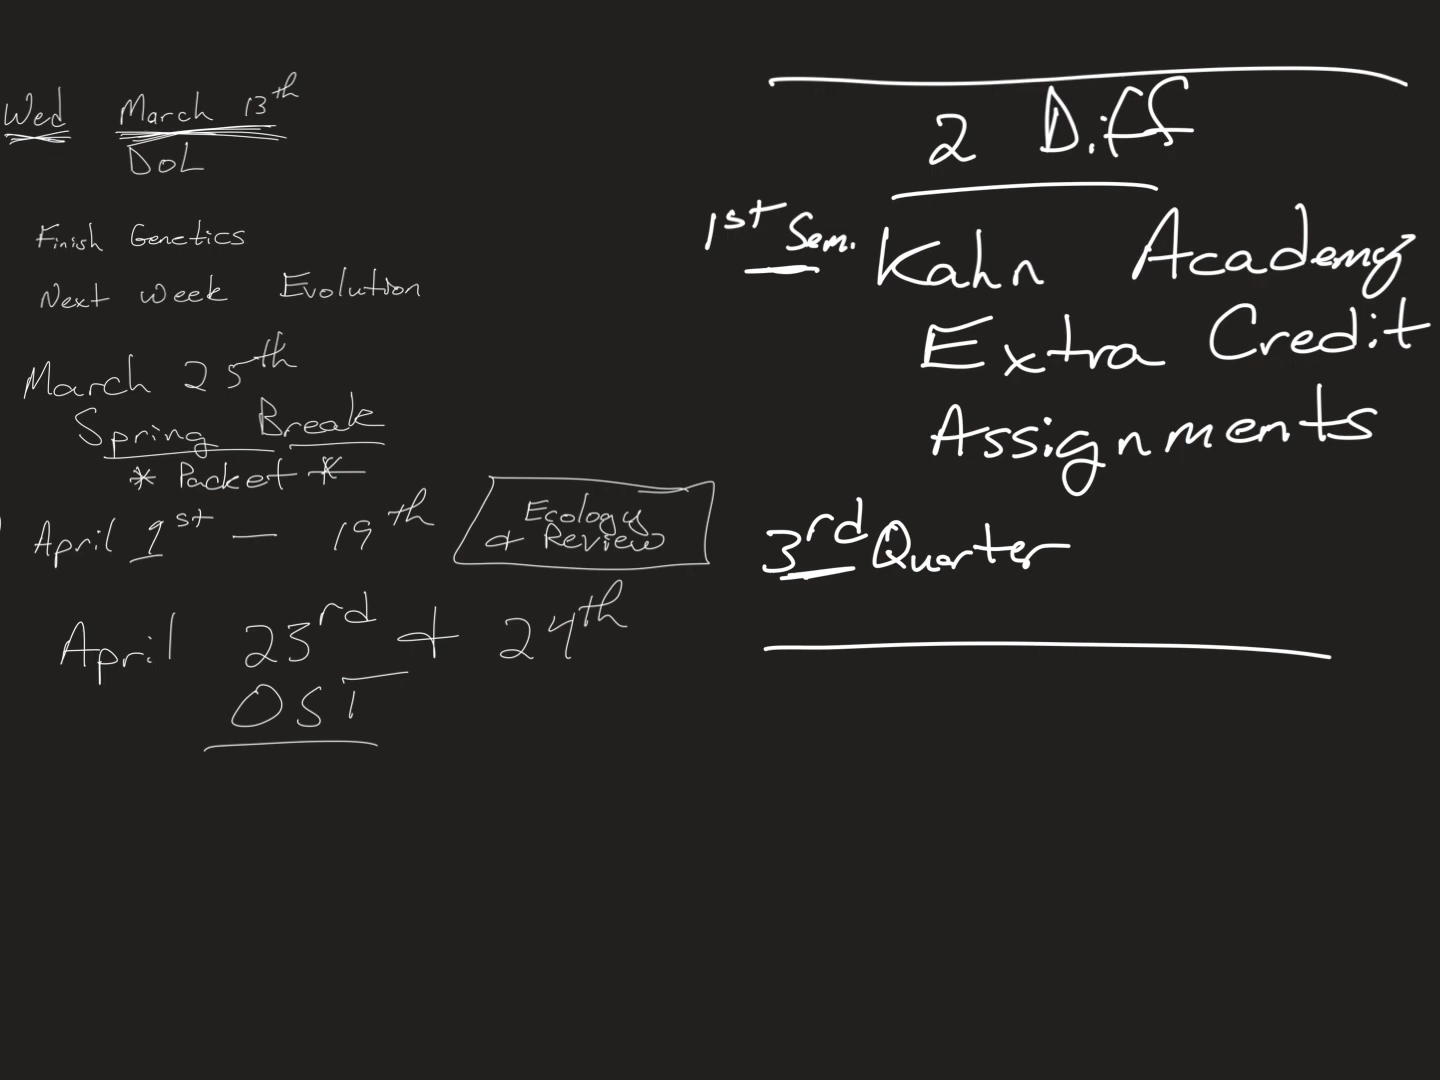 Wed March 13th
DOL
Finish Genetics
Next Week Evolution
March 25th
Spring Break
* Packet *
April 1st — 19th
Ecology
+ Review
April 23rd + 24th
OST
2 Diff
1st Sem. Kahn Academy
Extra Credit
Assignments
3rd Quarter